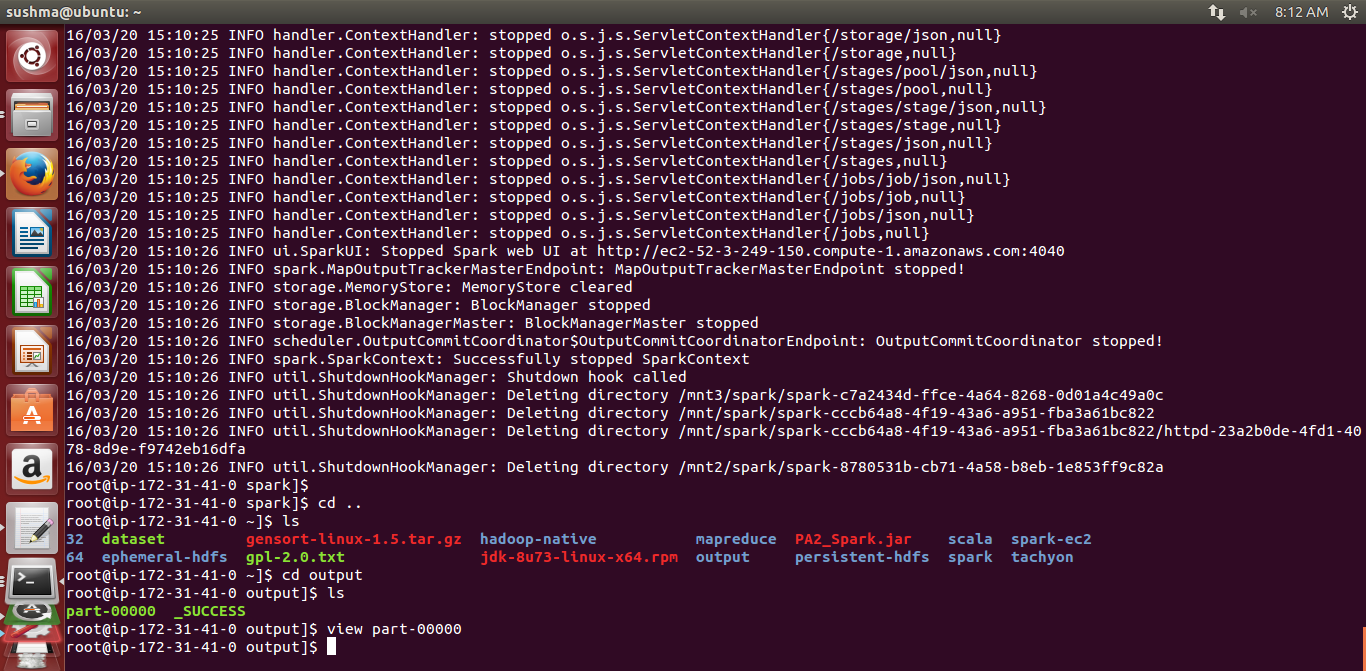 sushma@ubuntu: ~
8:12 AM
16/03/20 15:10:25 INFO handler.ContextHandler: stopped o.s.j.s.ServletContextHandler{/storage/json,null}
16/03/20 15:10:25 INFO handler.ContextHandler: stopped o.s.j.s.ServletContextHandler{/storage,null}
16/03/20 15:10:25 INFO handler.ContextHandler: stopped o.s.j.s.ServletContextHandler{/stages/pool/json,null}
16/03/20 15:10:25 INFO handler.ContextHandler: stopped o.s.j.s.ServletContextHandler{/stages/pool,null}
16/03/20 15:10:25 INFO handler.ContextHandler: stopped o.s.j.s.ServletContextHandler{/stages/stage/json,null}
16/03/20 15:10:25 INFO handler.ContextHandler: stopped o.s.j.s.ServletContextHandler{/stages/stage,null}
16/03/20 15:10:25 INFO handler.ContextHandler: stopped o.s.j.s.ServletContextHandler{/stages/json,null}
16/03/20 15:10:25 INFO handler.ContextHandler: stopped o.s.j.s.ServletContextHandler{/stages,null}
16/03/20 15:10:25 INFO handler.ContextHandler: stopped o.s.j.s.ServletContextHandler{/jobs/job/json,null}
16/03/20 15:10:25 INFO handler.ContextHandler: stopped o.s.j.s.ServletContextHandler{/jobs/job,null}
16/03/20 15:10:25 INFO handler.ContextHandler: stopped o.s.j.s.ServletContextHandler{/jobs/json,null}
16/03/20 15:10:25 INFO handler.ContextHandler: stopped o.s.j.s.ServletContextHandler{/jobs,null}
16/03/20 15:10:26 INFO ui.SparkUI: Stopped Spark web UI at http://ec2-52-3-249-150.compute-1.amazonaws.com:4040
16/03/20 15:10:26 INFO spark.MapOutputTrackerMasterEndpoint: MapOutputTrackerMasterEndpoint stopped!
16/03/20 15:10:26 INFO storage.MemoryStore: MemoryStore cleared
16/03/20 15:10:26 INFO storage.BlockManager: BlockManager stopped
16/03/20 15:10:26 INFO storage.BlockManagerMaster: BlockManagerMaster stopped
16/03/20 15:10:26 INFO scheduler.OutputCommitCoordinator$OutputCommitCoordinatorEndpoint: OutputCommitCoordinator stopped!
16/03/20 15:10:26 INFO spark.SparkContext: Successfully stopped SparkContext
16/03/20 15:10:26 INFO util.ShutdownHookManager: Shutdown hook called
16/03/20 15:10:26 INFO util.ShutdownHookManager: Deleting directory /mnt3/spark/spark-c7a2434d-ffce-4a64-8268-0d01a4c49a0c
16/03/20 15:10:26 INFO util.ShutdownHookManager: Deleting directory /mnt/spark/spark-cccb64a8-4f19-43a6-a951-fba3a61bc822
16/03/20 15:10:26 INFO util.ShutdownHookManager: Deleting directory /mnt/spark/spark-cccb64a8-4f19-43a6-a951-fba3a61bc822/httpd-23a2b0de-4fd1-40
78-8d9e-f9742eb16dfa
16/03/20 15:10:26 INFO util.ShutdownHookManager: Deleting directory /mnt2/spark/spark-8780531b-cb71-4a58-b8eb-1e853ff9c82a
root@ip-172-31-41-0 spark]$
root@ip-172-31-41-0 spark]$ cd ..
root@ip-172-31-41-0 ~]$ ls
32 dataset gensort-linux-1.5.tar.gz hadoop-native mapreduce PA2_Spark.jar scala spark-ec2
64 ephemeral-hdfs gpl-2.0.txt jdk-8u73-linux-x64.rpm output persistent-hdfs spark tachyon
root@ip-172-31-41-0 ~]$ cd output
root@ip-172-31-41-0 output]$ ls
part-00000 _SUCCESS
root@ip-172-31-41-0 output]$ view part-00000
root@ip-172-31-41-0 output]$